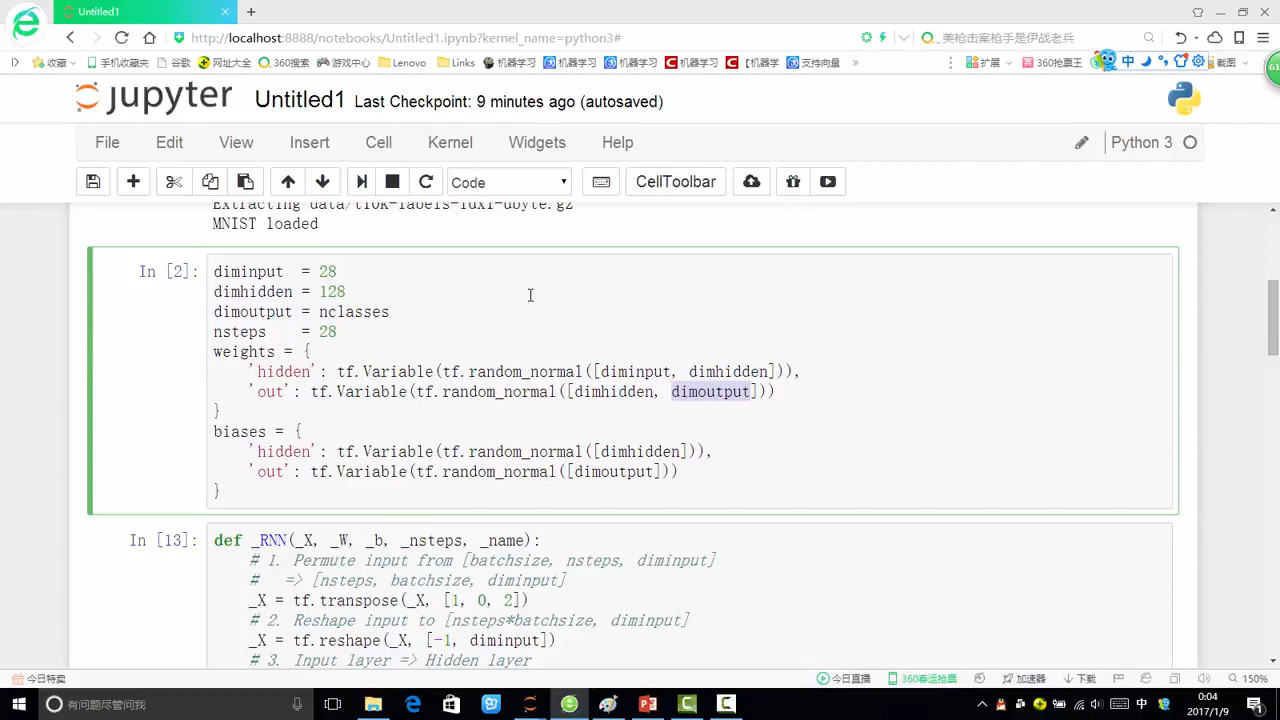 Untitled1
http://localhost:8888/notebooks/Untitled1.ipynb?kernel_name=python3#
美枪击案枪手是伊战老兵
收藏 手机收藏夹 谷歌 网址大全 360搜索 游戏中心 Lenovo Links 机器学习 机器学习 机器学习 机器学习 【机器学 支持向量 » 扩展 360抢票王 中 截图
61
jupyter Untitled1 Last Checkpoint: 9 minutes ago (autosaved)
File Edit View Insert Cell Kernel Widgets Help Python 3
Code CellToolbar
Extracting data/t10k-labels-idx1-ubyte.gz
MNIST loaded
In [2]: diminput = 28
dimhidden = 128
dimoutput = nclasses
nsteps = 28
weights = {
'hidden': tf.Variable(tf.random_normal([diminput, dimhidden])),
'out': tf.Variable(tf.random_normal([dimhidden, dimoutput]))
}
biases = {
'hidden': tf.Variable(tf.random_normal([dimhidden])),
'out': tf.Variable(tf.random_normal([dimoutput]))
}
In [13]: def _RNN(_X, _W, _b, _nsteps, _name):
# 1. Permute input from [batchsize, nsteps, diminput]
# => [nsteps, batchsize, diminput]
_X = tf.transpose(_X, [1, 0, 2])
# 2. Reshape input to [nsteps*batchsize, diminput]
_X = tf.reshape(_X, [-1, diminput])
# 3. Input layer => Hidden layer
今日特卖 今日直播 360春运抢票 加速器 下载 150%
有问题尽管问我 中 0:04
2017/1/9